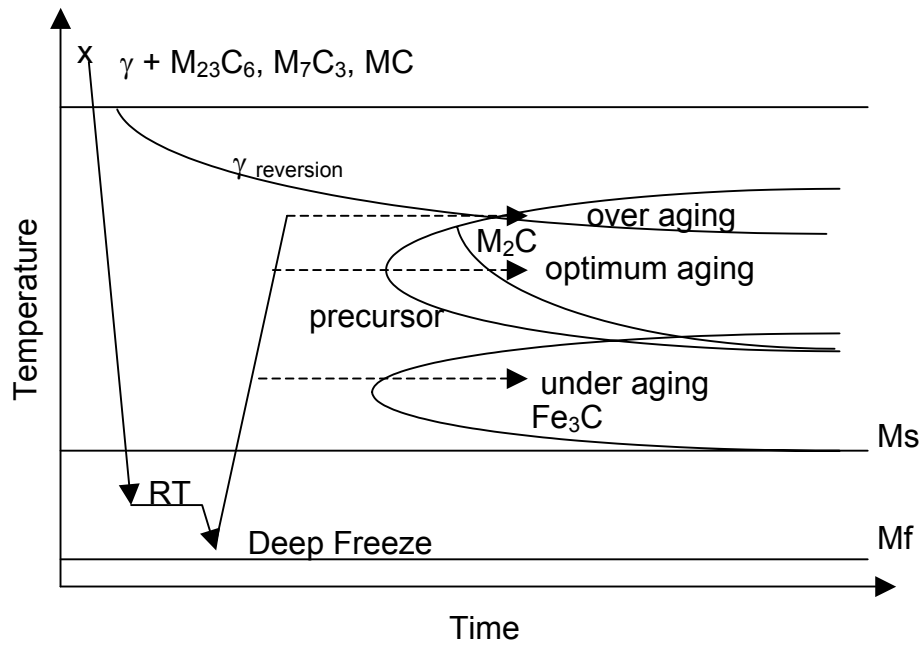 x
γ + M₂₃C₆, M₇C₃, MC
γ reversion
over aging
M₂C
optimum aging
precursor
under aging
Fe₃C
Ms
RT
Deep Freeze
Mf
Temperature
Time